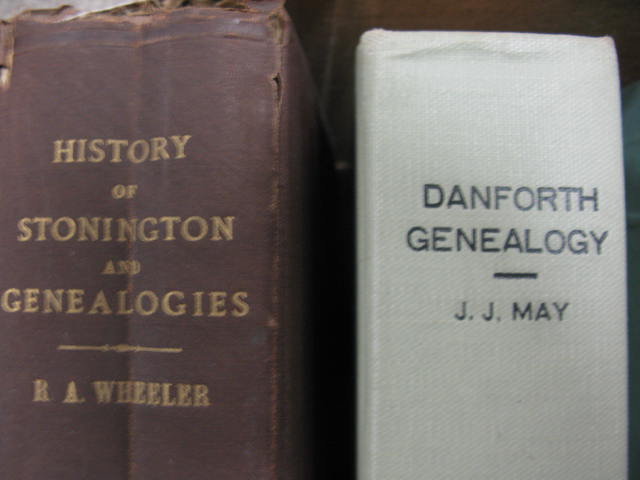 HISTORY
OF
STONINGTON
AND
GENEALOGIES
R. A. WHEELER
DANFORTH
GENEALOGY
J. J. MAY